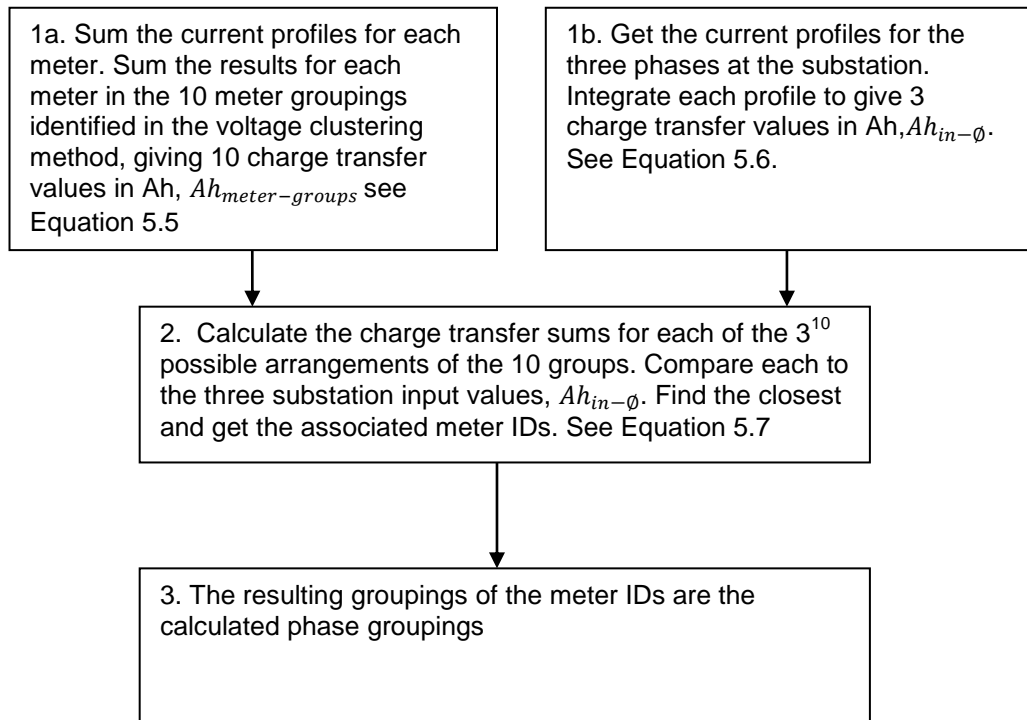 1a. Sum the current profiles for each
meter. Sum the results for each
meter in the 10 meter groupings
identified in the voltage clustering
method, giving 10 charge transfer
values in Ah, Ah_{meter-groups} see
Equation 5.5
1b. Get the current profiles for the
three phases at the substation.
Integrate each profile to give 3
charge transfer values in Ah,Ah_{in-∅}.
See Equation 5.6.
2. Calculate the charge transfer sums for each of the 3^{10}
possible arrangements of the 10 groups. Compare each to
the three substation input values, Ah_{in-∅}. Find the closest
and get the associated meter IDs. See Equation 5.7
3. The resulting groupings of the meter IDs are the
calculated phase groupings